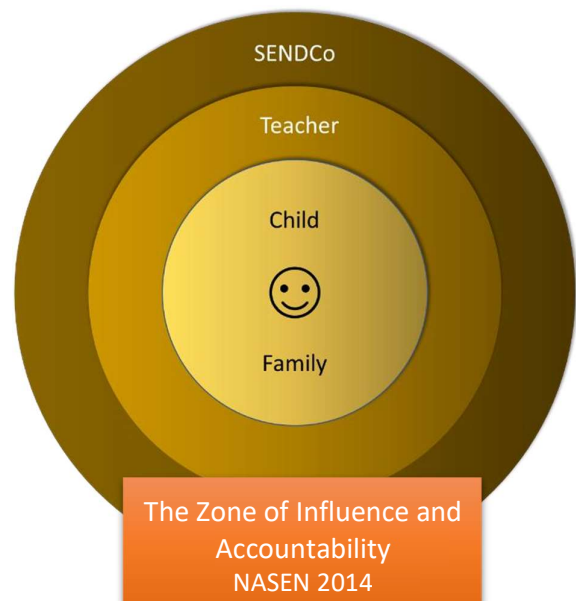 SENDCo
Teacher
Child
Family
The Zone of Influence and
Accountability
NASEN 2014